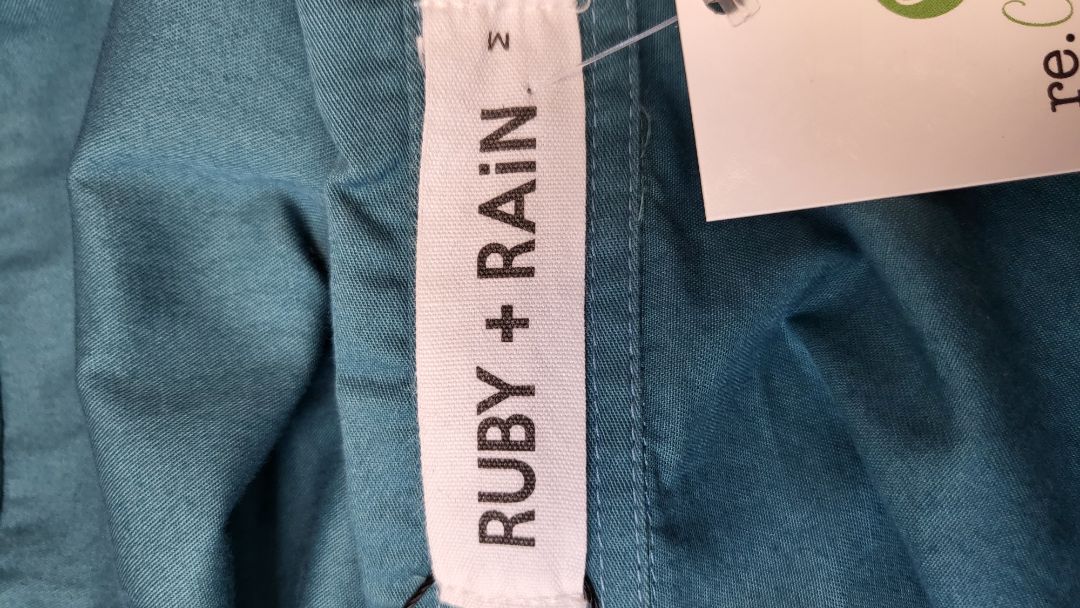 RUBY + RAiN
M
re.